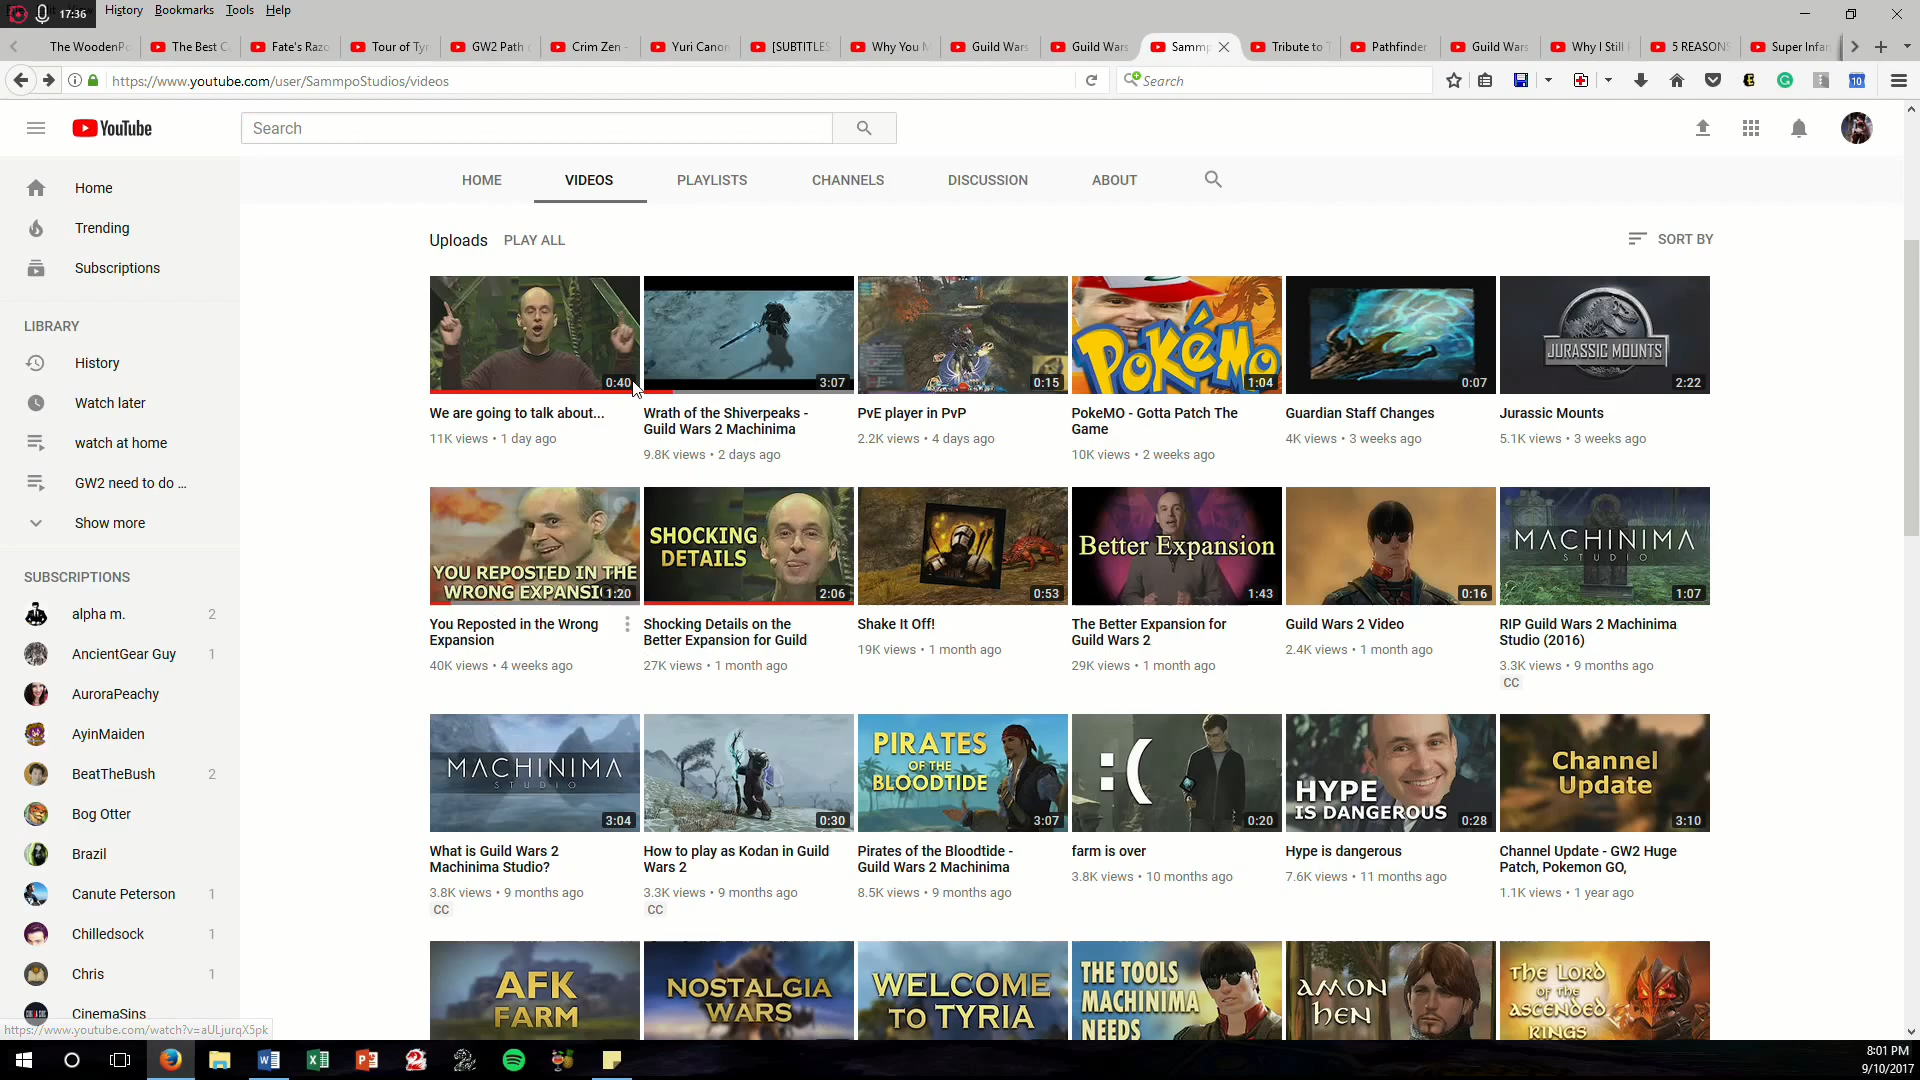 17:36
History Bookmarks Tools Help
The WoodenPo
The Best C
Fate's Razo
Tour of Tyr
GW2 Path
Crim Zen -
Yuri Canon
[SUBTITLES
Why You M
Guild Wars
Guild Wars
Sammp
Tribute to T
Pathfinder
Guild Wars
Why I Still
5 REASONS
Super Infan
https://www.youtube.com/user/SammpoStudios/videos
Search
10
YouTube
Search
HOME VIDEOS PLAYLISTS CHANNELS DISCUSSION ABOUT
Home
Trending
Subscriptions
LIBRARY
History
Watch later
watch at home
GW2 need to do ...
Show more
SUBSCRIPTIONS
alpha m. 2
AncientGear Guy 1
AuroraPeachy
AyinMaiden
BeatTheBush 2
Bog Otter
Brazil
Canute Peterson 1
Chilledsock 1
Chris 1
CinemaSins
Uploads PLAY ALL
SORT BY
0:40
We are going to talk about...
11K views • 1 day ago
3:07
Wrath of the Shiverpeaks -
Guild Wars 2 Machinima
9.8K views • 2 days ago
0:15
PvE player in PvP
2.2K views • 4 days ago
POKéMO
1:04
PokeMO - Gotta Patch The
Game
10K views • 2 weeks ago
0:07
Guardian Staff Changes
4K views • 3 weeks ago
JURASSIC MOUNTS
2:22
Jurassic Mounts
5.1K views • 3 weeks ago
YOU REPOSTED IN THE
WRONG EXPANSI
1:20
You Reposted in the Wrong
Expansion
40K views • 4 weeks ago
SHOCKING
DETAILS
2:06
Shocking Details on the
Better Expansion for Guild
27K views • 1 month ago
0:53
Shake It Off!
19K views • 1 month ago
Better Expansion
1:43
The Better Expansion for
Guild Wars 2
29K views • 1 month ago
0:16
Guild Wars 2 Video
2.4K views • 1 month ago
MACHINIMA
STUDIO
1:07
RIP Guild Wars 2 Machinima
Studio (2016)
3.3K views • 9 months ago
CC
MACHINIMA
STUDIO
3:04
What is Guild Wars 2
Machinima Studio?
3.8K views • 9 months ago
CC
0:30
How to play as Kodan in Guild
Wars 2
3.3K views • 9 months ago
CC
PIRATES
OF THE
BLOODTIDE
3:07
Pirates of the Bloodtide -
Guild Wars 2 Machinima
8.5K views • 9 months ago
:(
0:20
farm is over
3.8K views • 10 months ago
HYPE
IS DANGEROUS
0:28
Hype is dangerous
7.6K views • 11 months ago
Channel
Update
3:10
Channel Update - GW2 Huge
Patch, Pokemon GO,
1.1K views • 1 year ago
AFK
FARM
NOSTALGIA
WARS
WELCOME
TO TYRIA
THE TOOLS
MACHINIMA
NEEDS
AMON
HEN
THE LORD
OF THE
ASCENDED
RINGS
https://www.youtube.com/watch?v=aULjurqX5pk
8:01 PM
9/10/2017